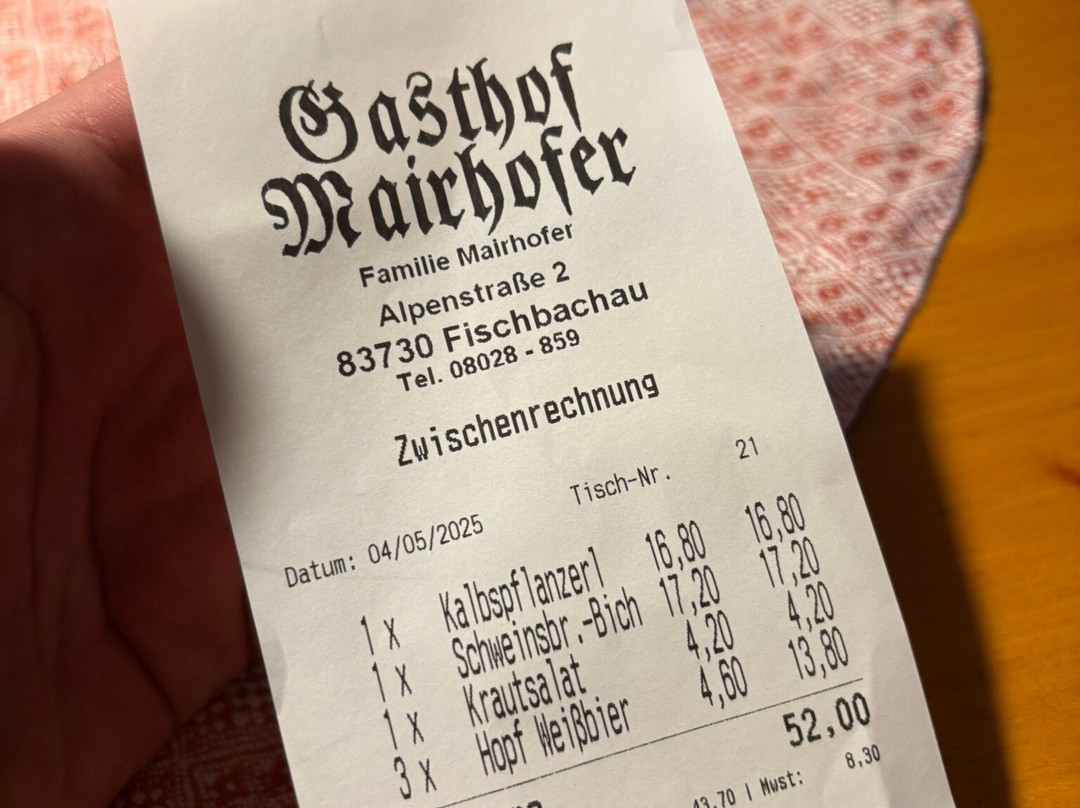 Gasthof
Mairhofer
Familie Mairhofer
Alpenstraße 2
83730 Fischbachau
Tel. 08028 - 859
Zwischenrechnung
Tisch-Nr. 21
Datum: 04/05/2025
1 x Kalbspflanzerl 16,80 16,80
1 x Schweinsbr.-Bich 17,20 17,20
1 x Krautsalat 4,20 4,20
3 x Hopf Weißbier 4,60 13,80
52,00
43.70 | Mwst: 8,30